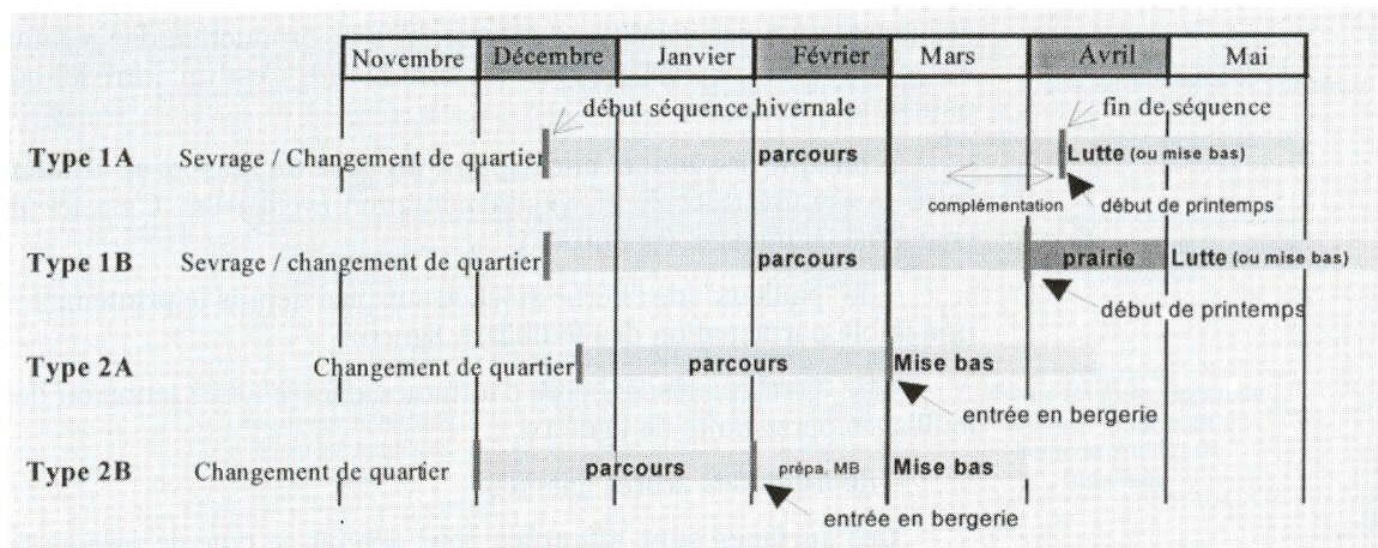 Novembre Décembre Janvier Février Mars Avril Mai
début séquence hivernale fin de séquence
Type 1A Sevrage / Changement de quartier parcours Lutte (ou mise bas)
complémentation début de printemps
Type 1B Sevrage / changement de quartier parcours prairie Lutte (ou mise bas)
début de printemps
Type 2A Changement de quartier parcours Mise bas
entrée en bergerie
Type 2B Changement de quartier parcours prépa. MB Mise bas
entrée en bergerie